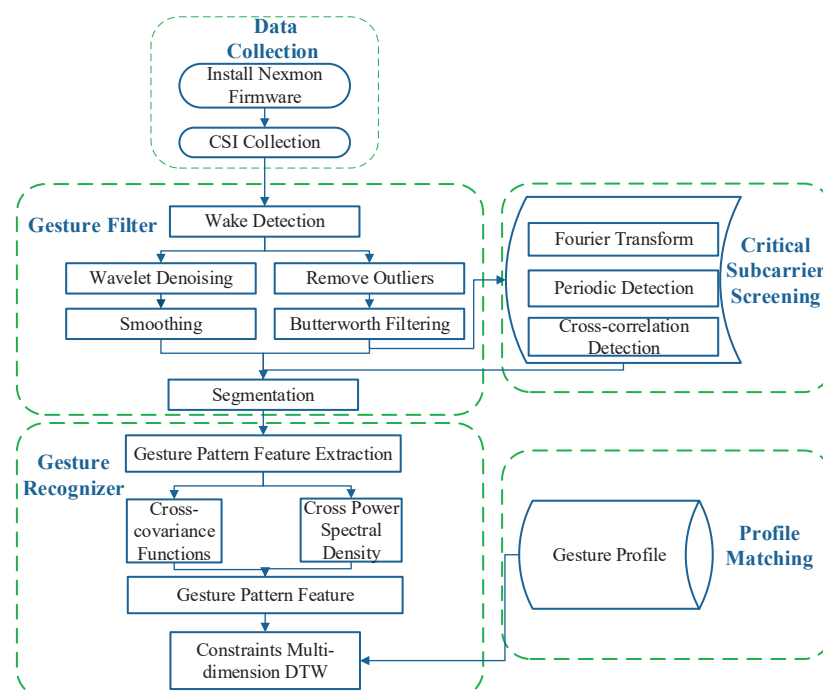 Data
Collection
Install Nexmon
Firmware
CSI Collection
Gesture Filter
Wake Detection
Wavelet Denoising
Remove Outliers
Smoothing
Butterworth Filtering
Segmentation
Fourier Transform
Periodic Detection
Cross-correlation
Detection
Critical
Subcarrier
Screening
Gesture
Recognizer
Gesture Pattern Feature Extraction
Cross-
covariance
Functions
Cross Power
Spectral
Density
Gesture Pattern Feature
Constraints Multi-
dimension DTW
Gesture Profile
Profile
Matching